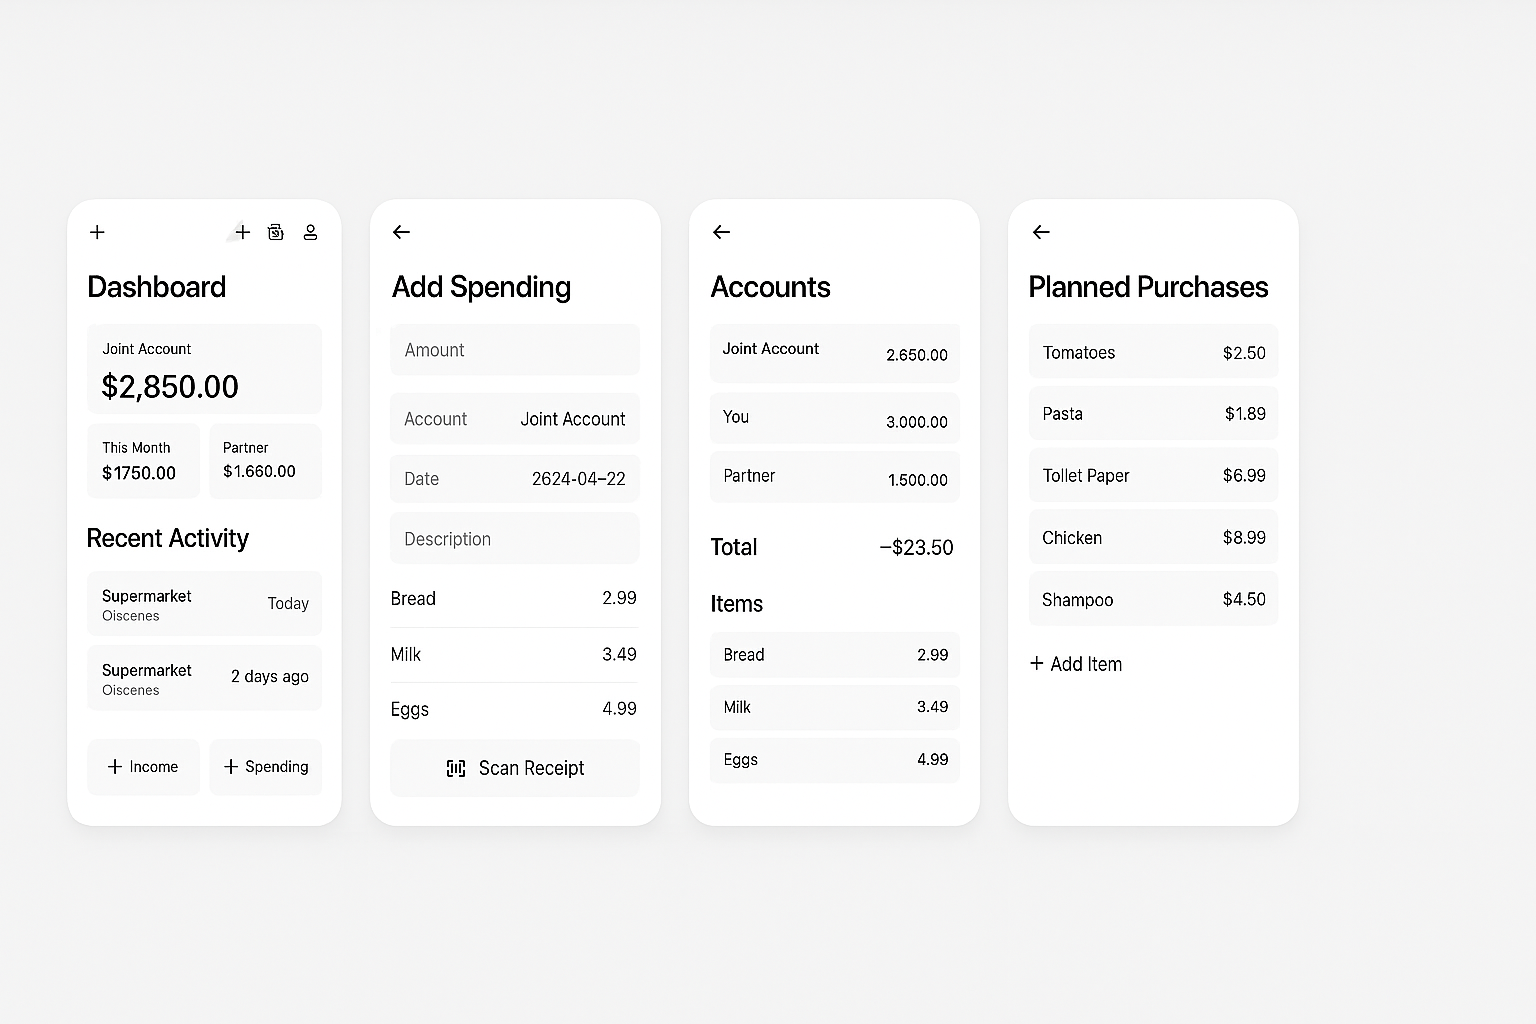 Dashboard
Joint Account
$2,850.00
This Month
$1750.00
Partner
$1.660.00
Recent Activity
Supermarket
Oiscenes
Today
Supermarket
Oiscenes
2 days ago
+ Income
+ Spending
Add Spending
Amount
Account Joint Account
Date 2624-04–22
Description
Bread 2.99
Milk 3.49
Eggs 4.99
Scan Receipt
Accounts
Joint Account 2.650.00
You 3.000.00
Partner 1.500.00
Total –$23.50
Items
Bread 2.99
Milk 3.49
Eggs 4.99
Planned Purchases
Tomatoes $2.50
Pasta $1.89
Tollet Paper $6.99
Chicken $8.99
Shampoo $4.50
+ Add Item